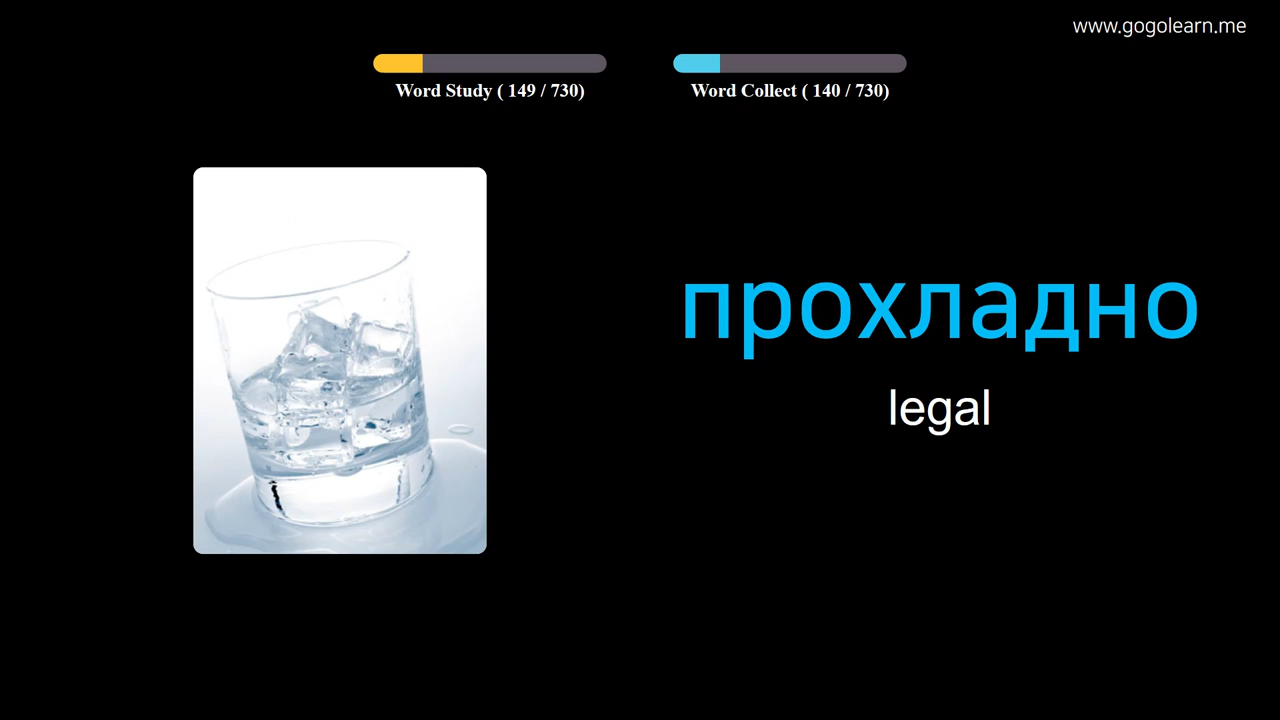 www.gogolearn.me
Word Study ( 149 / 730)
Word Collect ( 140 / 730)
прохладно
legal